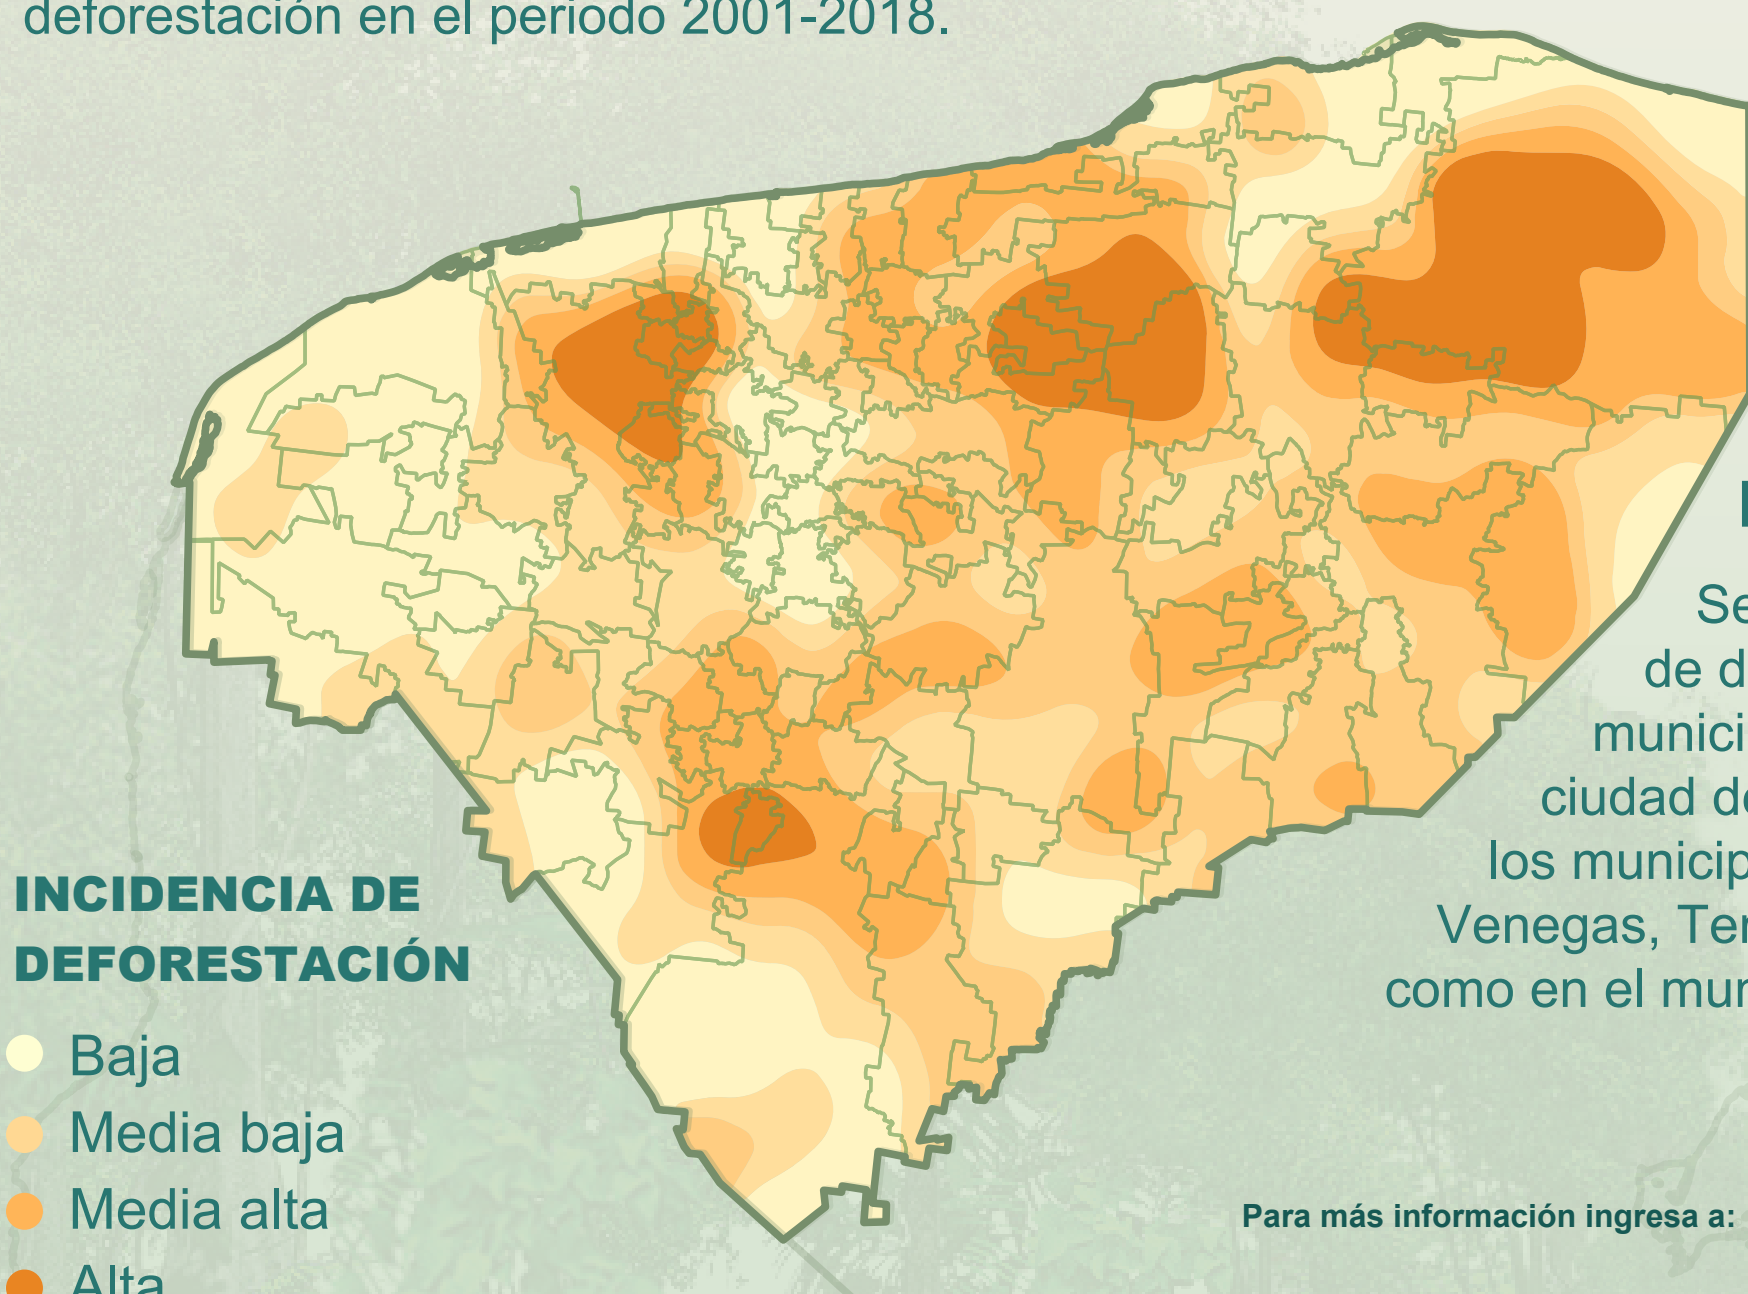 deforestación en el periodo 2001-2018.
Se
de d
munici
ciudad d
los municip
Venegas, Te
como en el mu
INCIDENCIA DE
DEFORESTACIÓN
Baja
Media baja
Media alta
Alta
Para más información ingresa a: